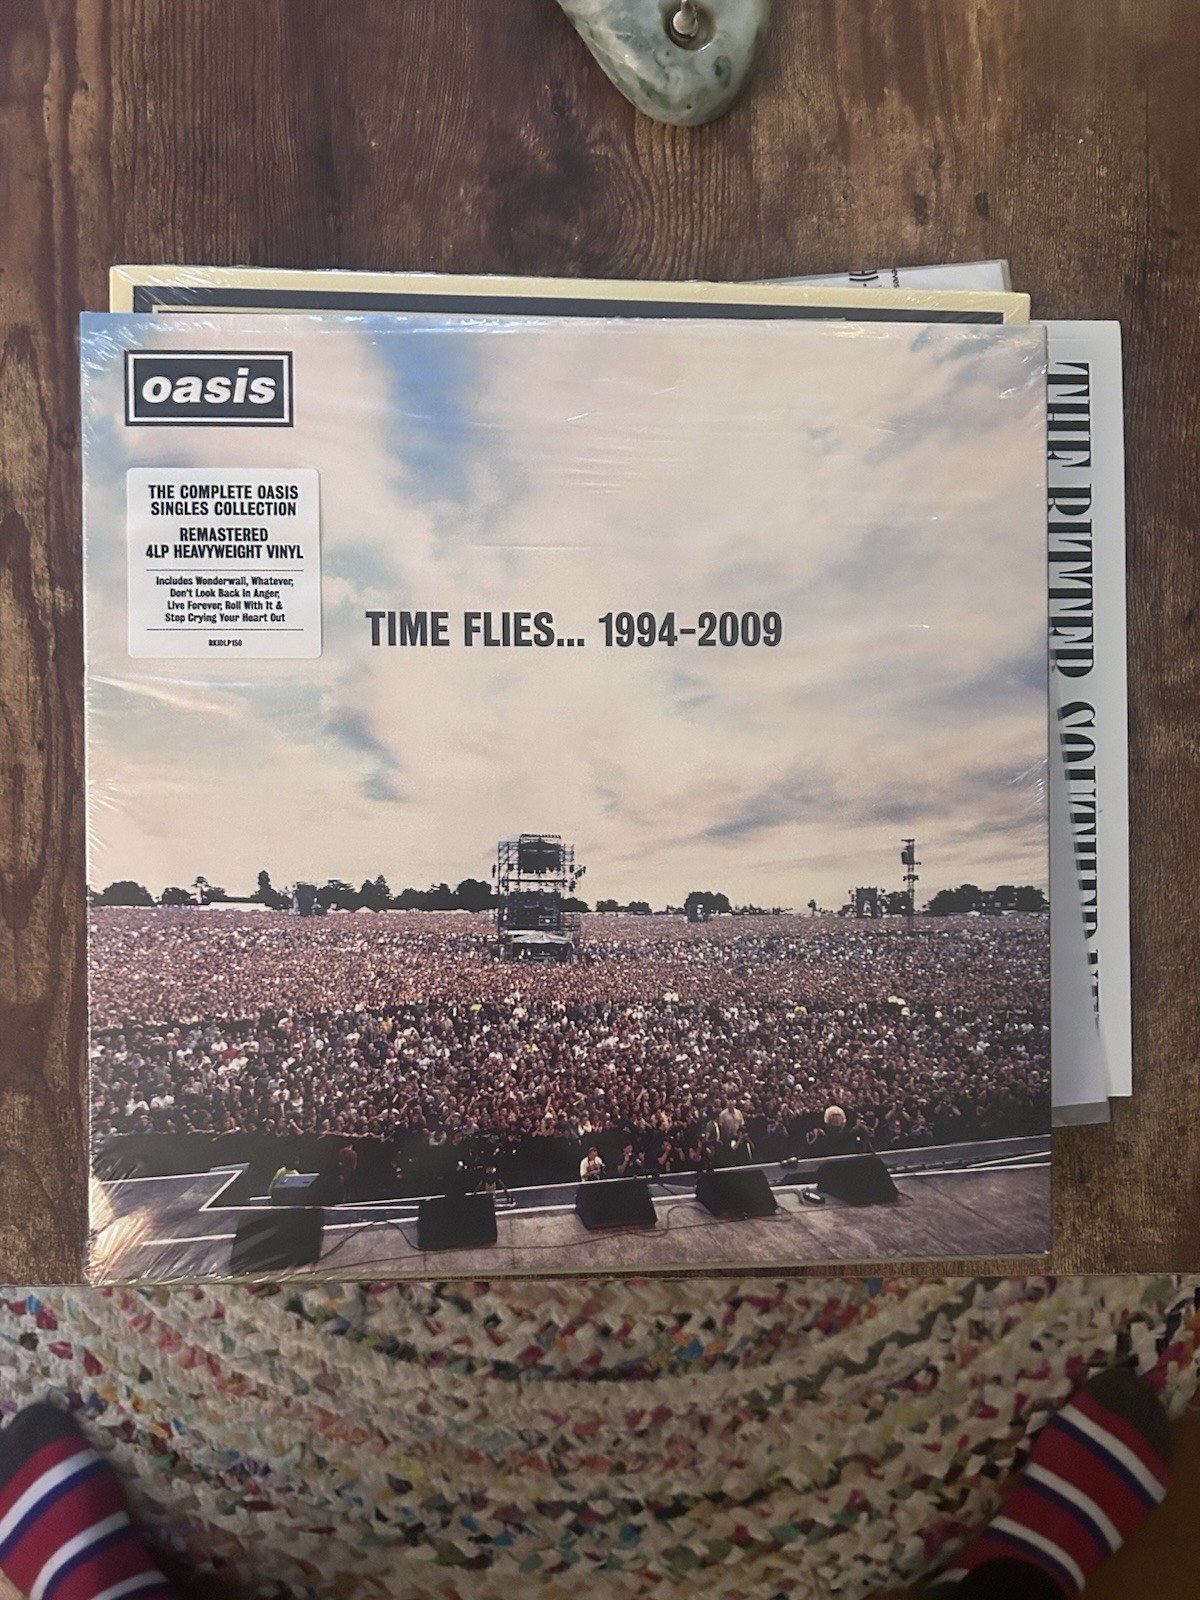 oasis
THE COMPLETE OASIS
SINGLES COLLECTION
REMASTERED
4LP HEAVYWEIGHT VINYL
Includes Wonderwall, Whatever,
Don't Look Back In Anger,
Live Forever, Roll With It &
Stop Crying Your Heart Out
RKIDLP150
TIME FLIES... 1994–2009
THE